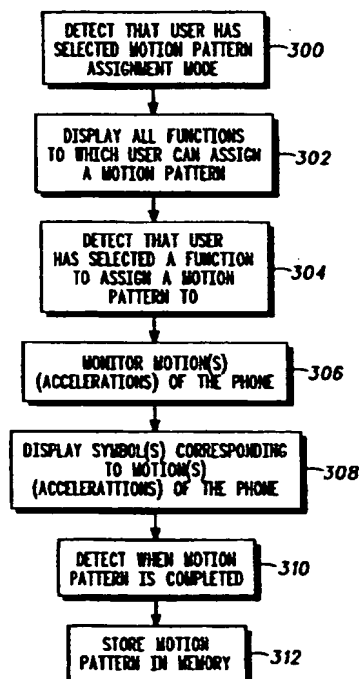 DETECT THAT USER HAS
SELECTED MOTION PATTERN
ASSIGNMENT MODE
300
DISPLAY ALL FUNCTIONS
TO WHICH USER CAN ASSIGN
A MOTION PATTERN
302
DETECT THAT USER
HAS SELECTED A FUNCTION
TO ASSIGN A MOTION
PATTERN TO
304
MONITOR MOTION(S)
(ACCELERATIONS) OF THE PHONE
306
DISPLAY SYMBOL(S) CORRESPONDING
TO MOTION(S)
(ACCELERATTIONS) OF THE PHONE
308
DETECT WHEN MOTION
PATTERN IS COMPLETED
310
STORE MOTION
PATTERN IN MEMORY
312